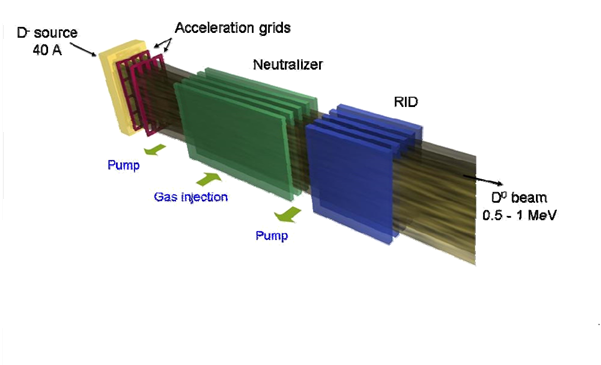 D- source
40 A
Acceleration grids
Neutralizer
RID
Pump
Gas injection
Pump
D0 beam
0.5 - 1 MeV